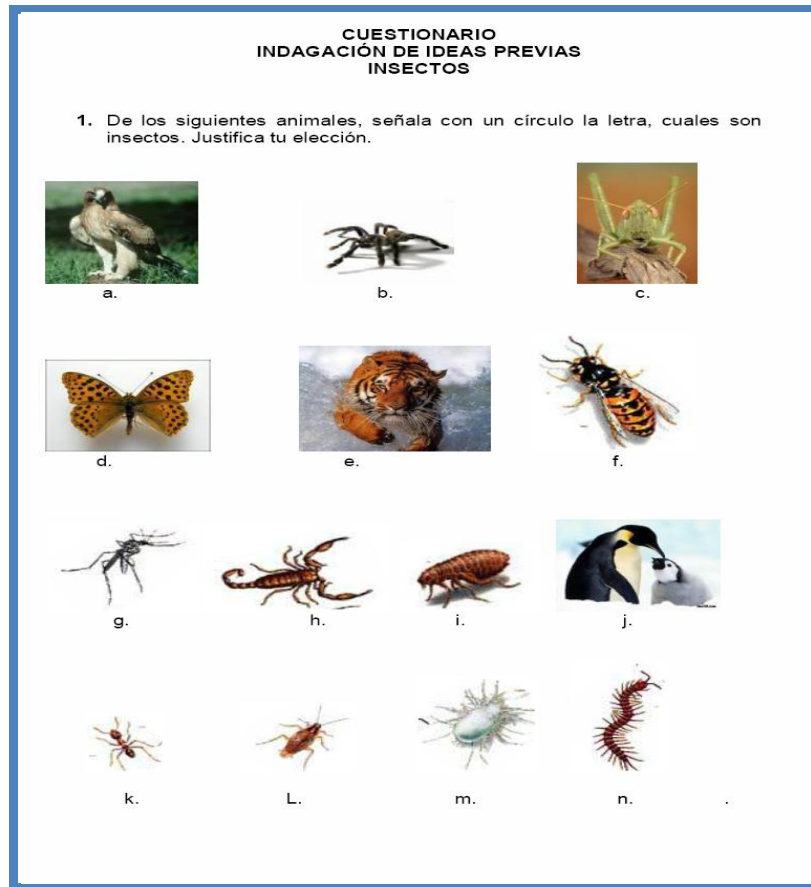 CUESTIONARIO
INDAGACIÓN DE IDEAS PREVIAS
INSECTOS
1. De los siguientes animales, señala con un círculo la letra, cuales son
insectos. Justifica tu elección.
a. b. c.
d. e. f.
g. h. i. j.
k. L. m. n. .